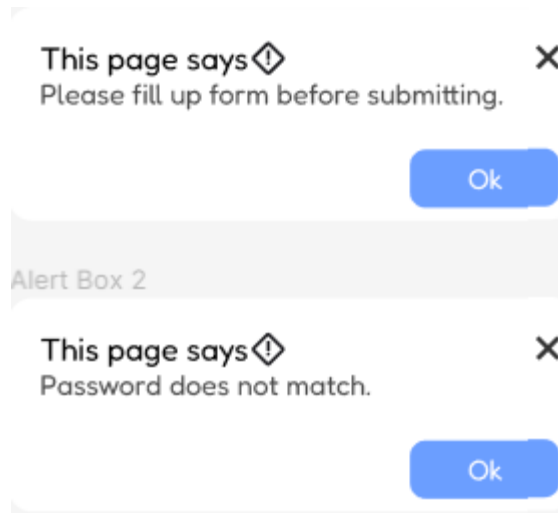 This page says
Please fill up form before submitting.
Ok
Alert Box 2
This page says
Password does not match.
Ok